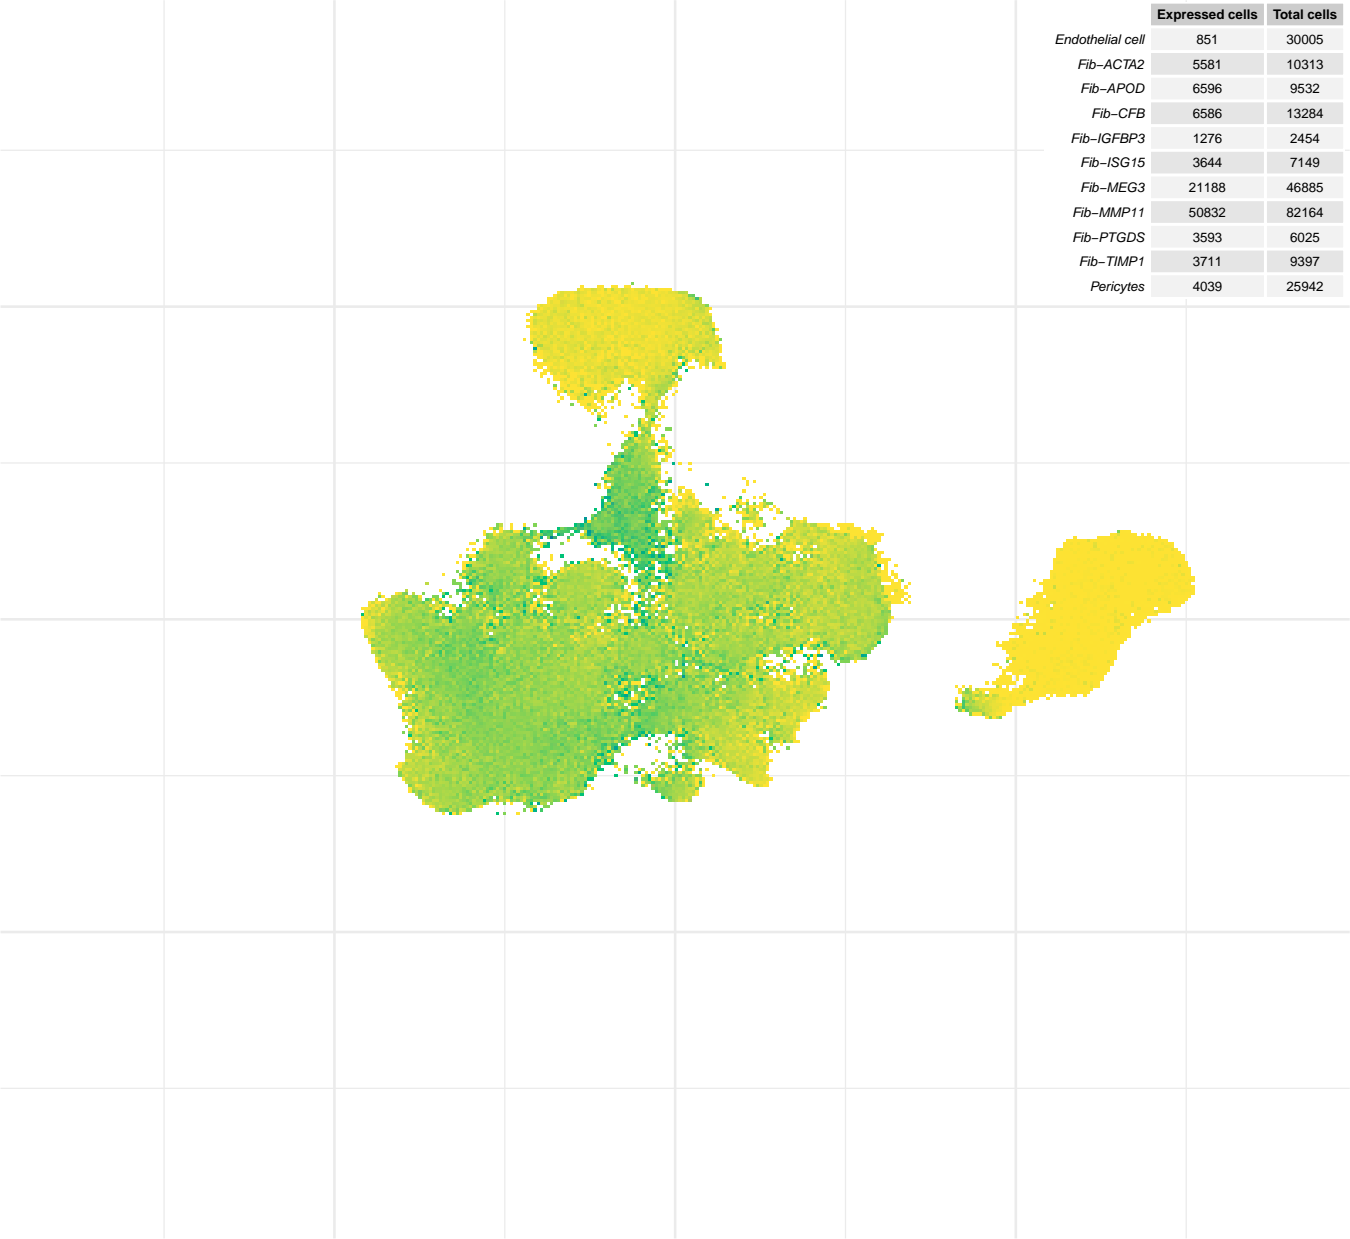 Expressed cells Total cells
Endothelial cell 851 30005
Fib−ACTA2 5581 10313
Fib−APOD 6596 9532
Fib−CFB 6586 13284
Fib−IGFBP3 1276 2454
Fib−ISG15 3644 7149
Fib−MEG3 21188 46885
Fib−MMP11 50832 82164
Fib−PTGDS 3593 6025
Fib−TIMP1 3711 9397
Pericytes 4039 25942